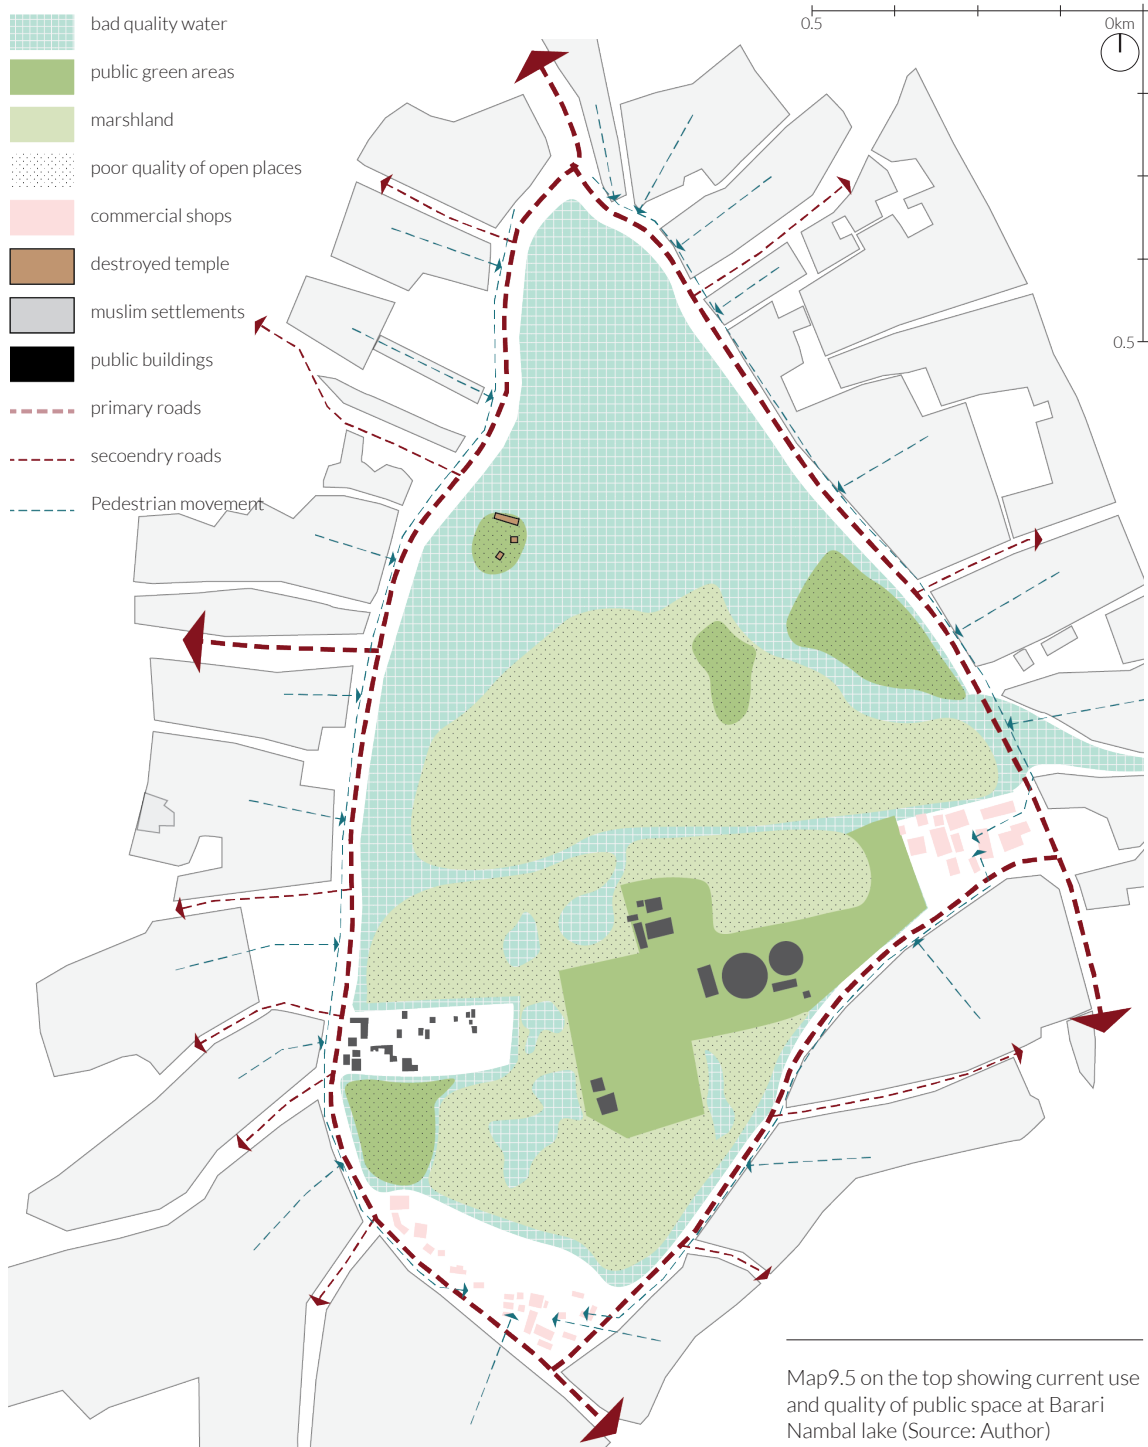 bad quality water
public green areas
marshland
poor quality of open places
commercial shops
destroyed temple
muslim settlements
public buildings
primary roads
secoendry roads
Pedestrian movement
0.5
0km
0.5
Map9.5 on the top showing current use
and quality of public space at Barari
Nambal lake (Source: Author)